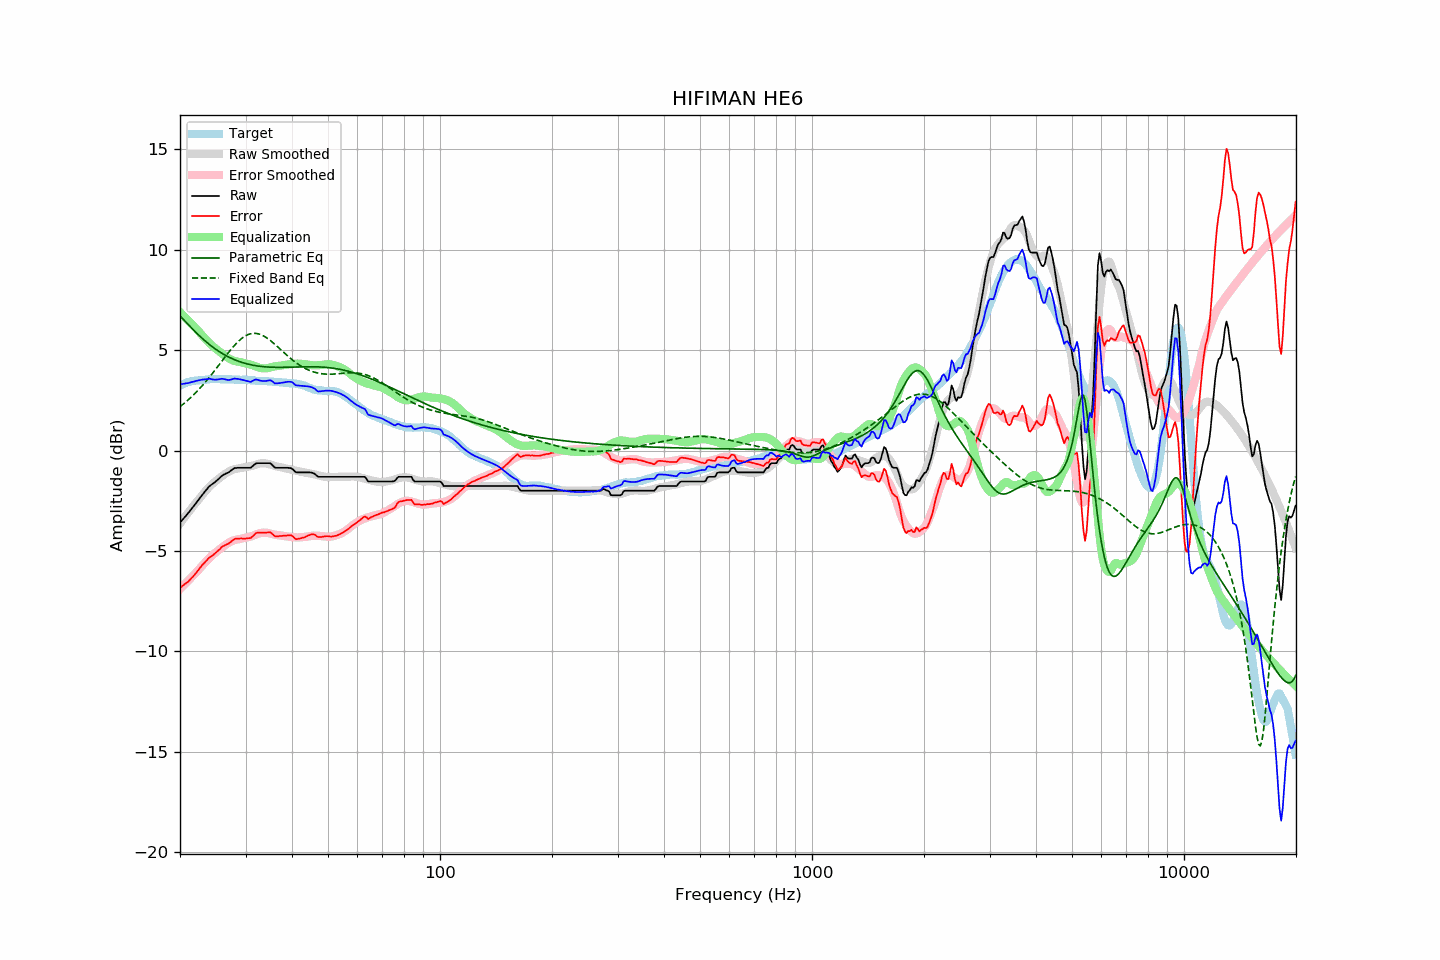 HIFIMAN HE6
Target
Raw Smoothed
Error Smoothed
Raw
Error
Equalization
Parametric Eq
Fixed Band Eq
Equalized
15
10
5
0
−5
−10
−15
−20
Amplitude (dBr)
100
1000
10000
Frequency (Hz)